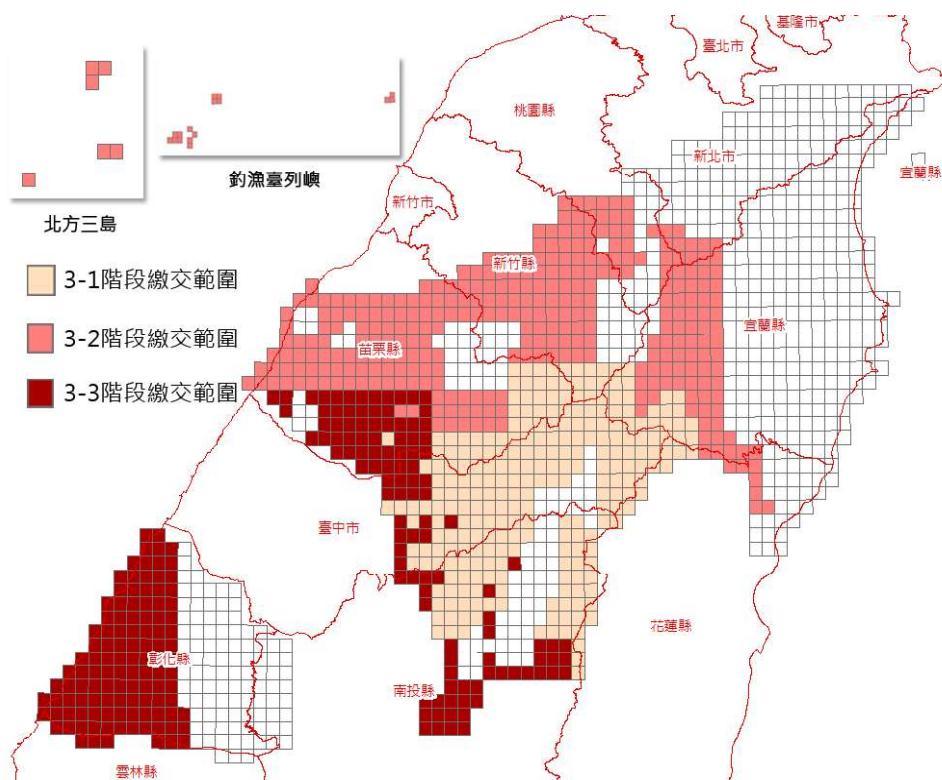 基隆市
臺北市
桃園縣
新北市
宜蘭縣
釣漁臺列嶼
新竹市
北方三島
新竹縣
3-1階段繳交範圍
3-2階段繳交範圍
宜蘭縣
苗栗縣
3-3階段繳交範圍
臺中市
花蓮縣
彰化縣
南投縣
雲林縣